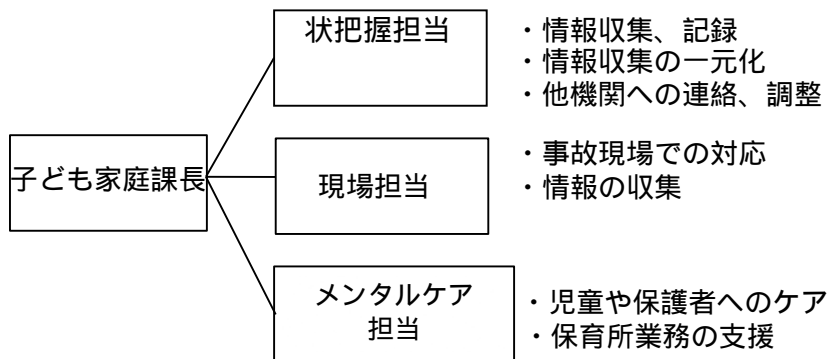 状把握担当
・情報収集、記録
・情報収集の一元化
・他機関への連絡、調整
子ども家庭課長
現場担当
・事故現場での対応
・情報の収集
メンタルケア
担当
・児童や保護者へのケア
・保育所業務の支援